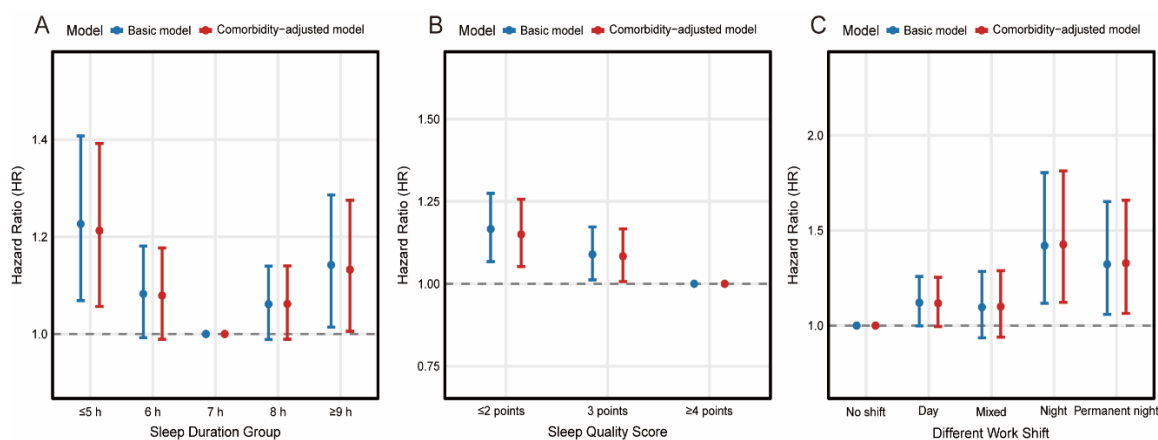 A
Model Basic model Comorbidity-adjusted model
Hazard Ratio (HR)
1.4
1.2
1.0
≤5 h 6 h 7 h 8 h ≥9 h
Sleep Duration Group
B
Model Basic model Comorbidity-adjusted model
Hazard Ratio (HR)
1.50
1.25
1.00
0.75
≤2 points 3 points ≥4 points
Sleep Quality Score
C
Model Basic model Comorbidity-adjusted model
Hazard Ratio (HR)
2.0
1.5
1.0
No shift Day Mixed Night Permanent night
Different Work Shift